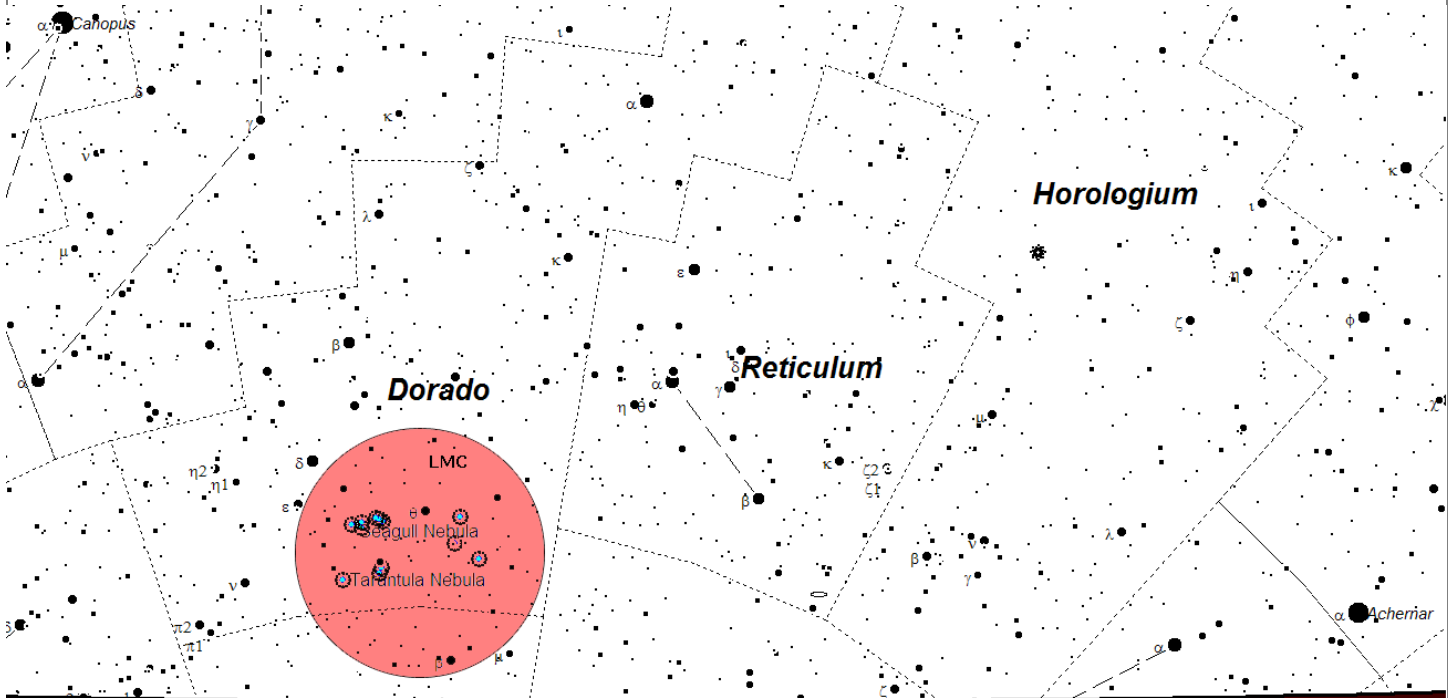 α Canopus
ι
δ
α
γ
κ
ν
ζ
κ
Horologium
λ
ι
μ
κ
ε
η
ζ
φ
β
ι
α
Dorado
α
δ
Reticulum
γ
η θ
χ
μ
δ
LMC
η2
κ
ζ2
η1
ζ1
β
ε
θ
Seagull Nebula
ν
λ
β
γ
Tarantula Nebula
ν
δ
π2
α Achernar
π1
α
β
μ
ζ